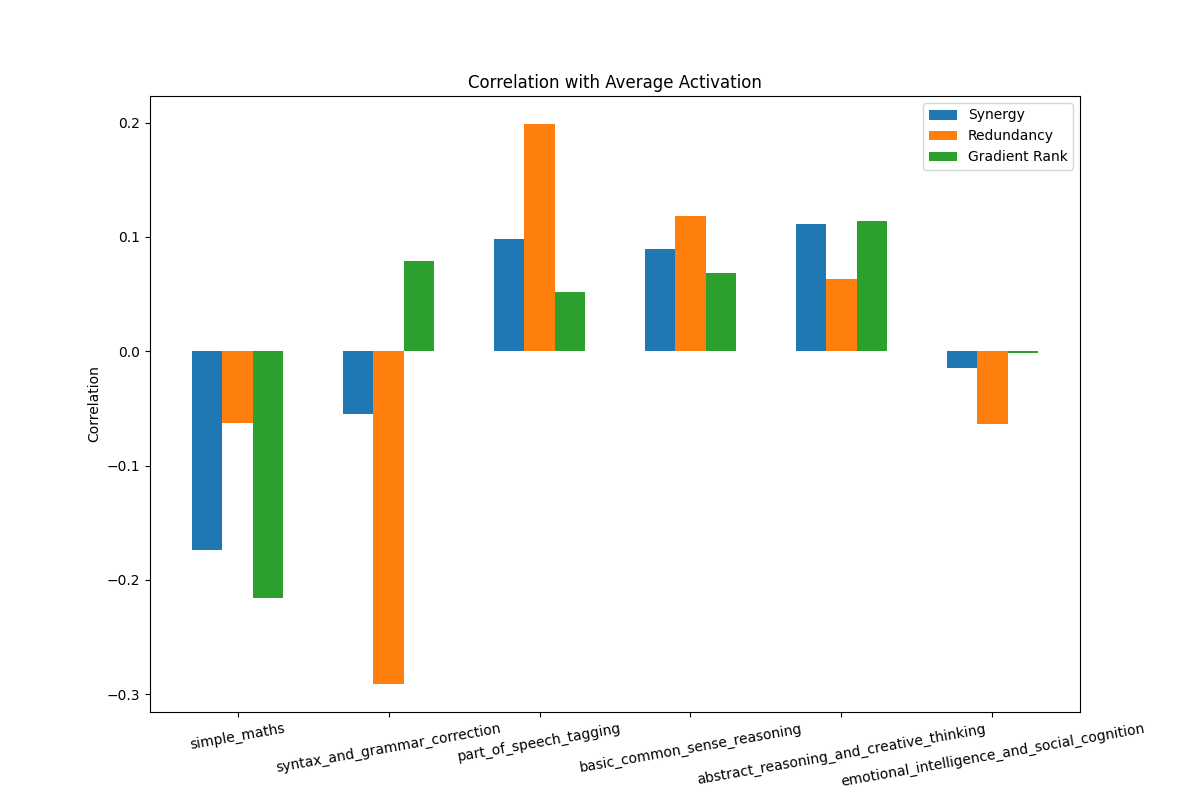 Correlation with Average Activation
Synergy
Redundancy
Gradient Rank
Correlation
0.2
0.1
0.0
−0.1
−0.2
−0.3
simple_maths
syntax_and_grammar_correction
part_of_speech_tagging
basic_common_sense_reasoning
abstract_reasoning_and_creative_thinking
emotional_intelligence_and_social_cognition